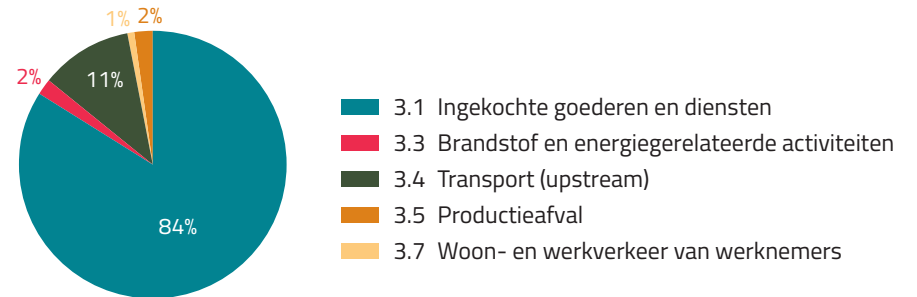 1% 2%
2%
11%
84%
3.1 Ingekochte goederen en diensten
3.3 Brandstof en energiegerelateerde activiteiten
3.4 Transport (upstream)
3.5 Productieafval
3.7 Woon- en werkverkeer van werknemers